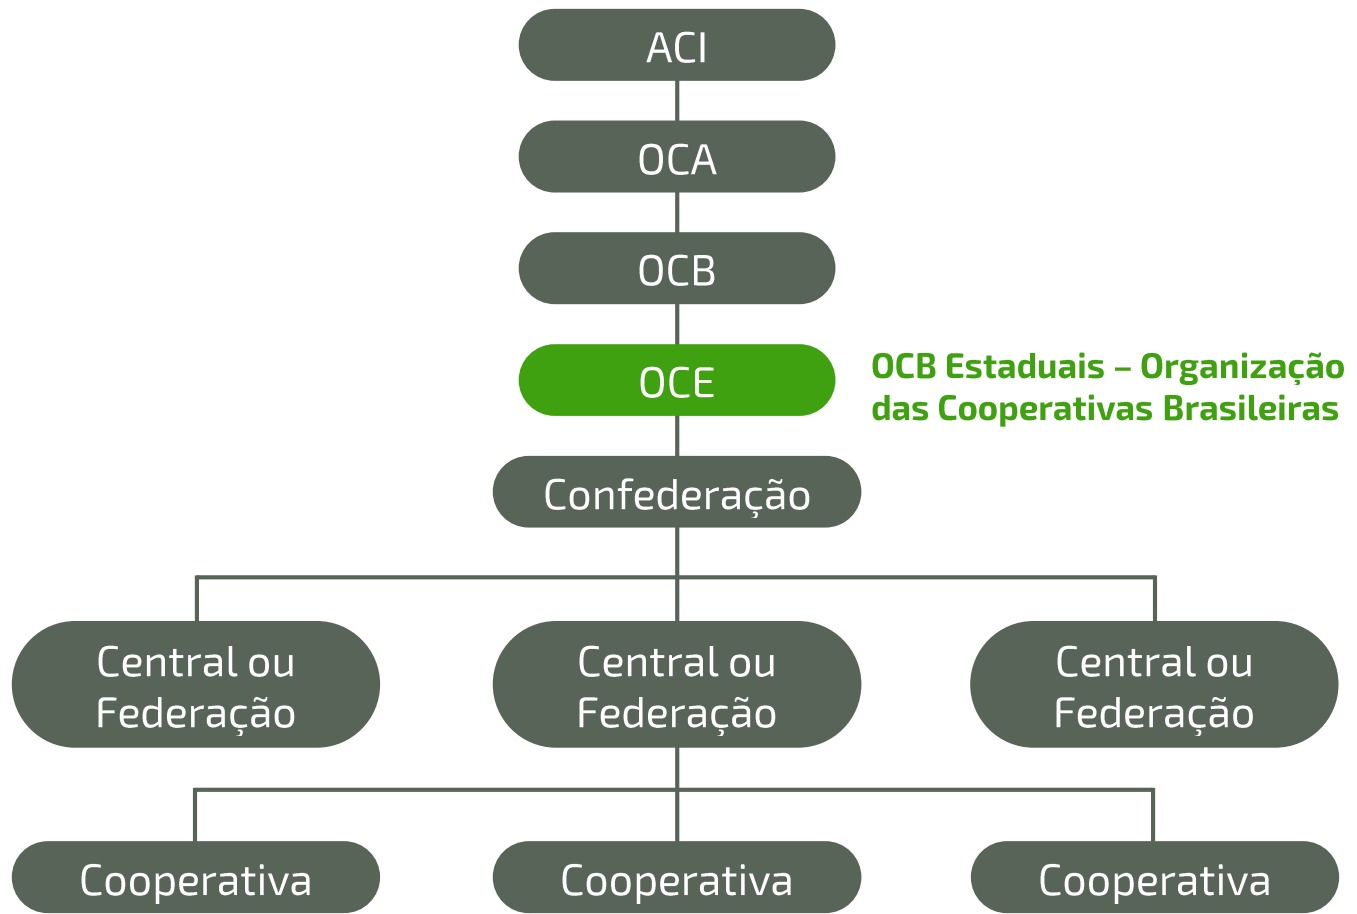 ACI
OCA
OCB
OCE
OCB Estaduais – Organização
das Cooperativas Brasileiras
Confederação
Central ou
Federação
Central ou
Federação
Central ou
Federação
Cooperativa
Cooperativa
Cooperativa